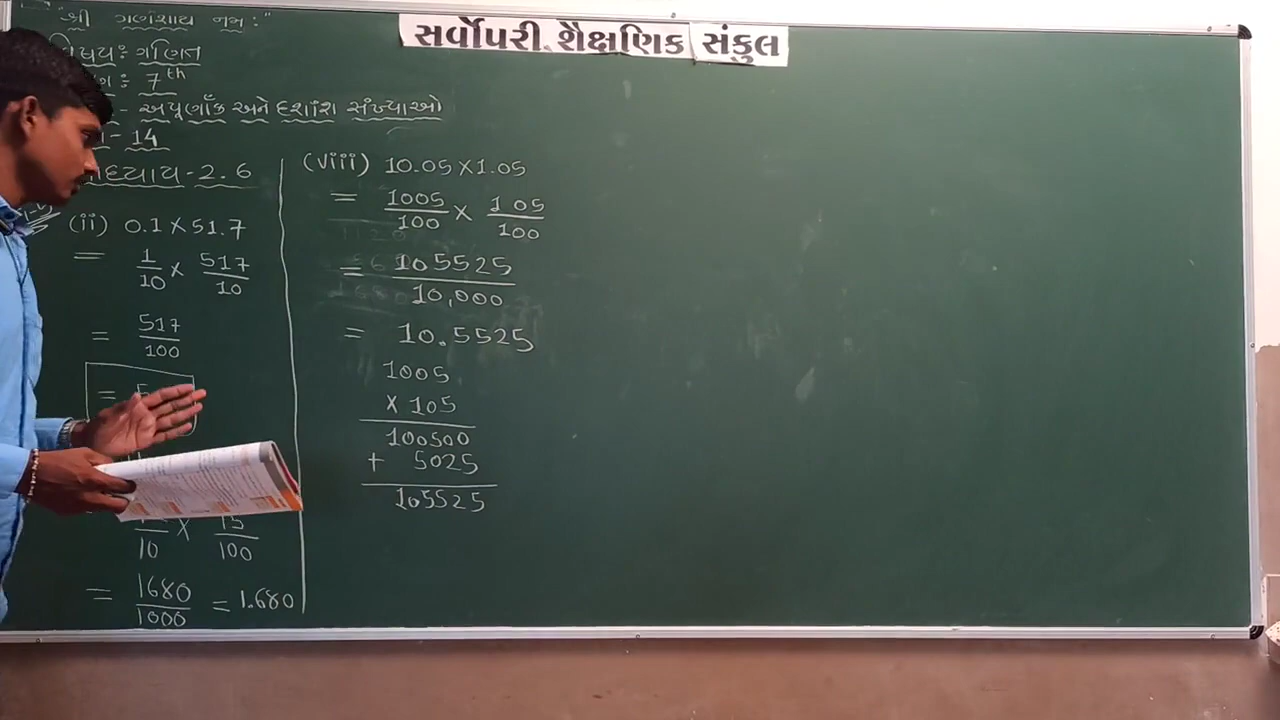 સર્વોપરી શૈક્ષણિક સંકુલ
શ્રી ગણેશાય નમઃ"
વિષયઃ ગણિત
ઃ 7th
- અપૂર્ણાંક અને દશાંશ સંખ્યાઓ
- 14
ધ્યાય - 2.6
(ii) 0.1 × 51.7
= 1/10 × 517/10
= 517/100
=
10 × 15/100
= 1680/1000 = 1.680
(viii) 10.05 × 1.05
= 1005/100 × 105/100
= 105525/10,000
= 10.5525
1005
× 105
100500
+ 5025
105525